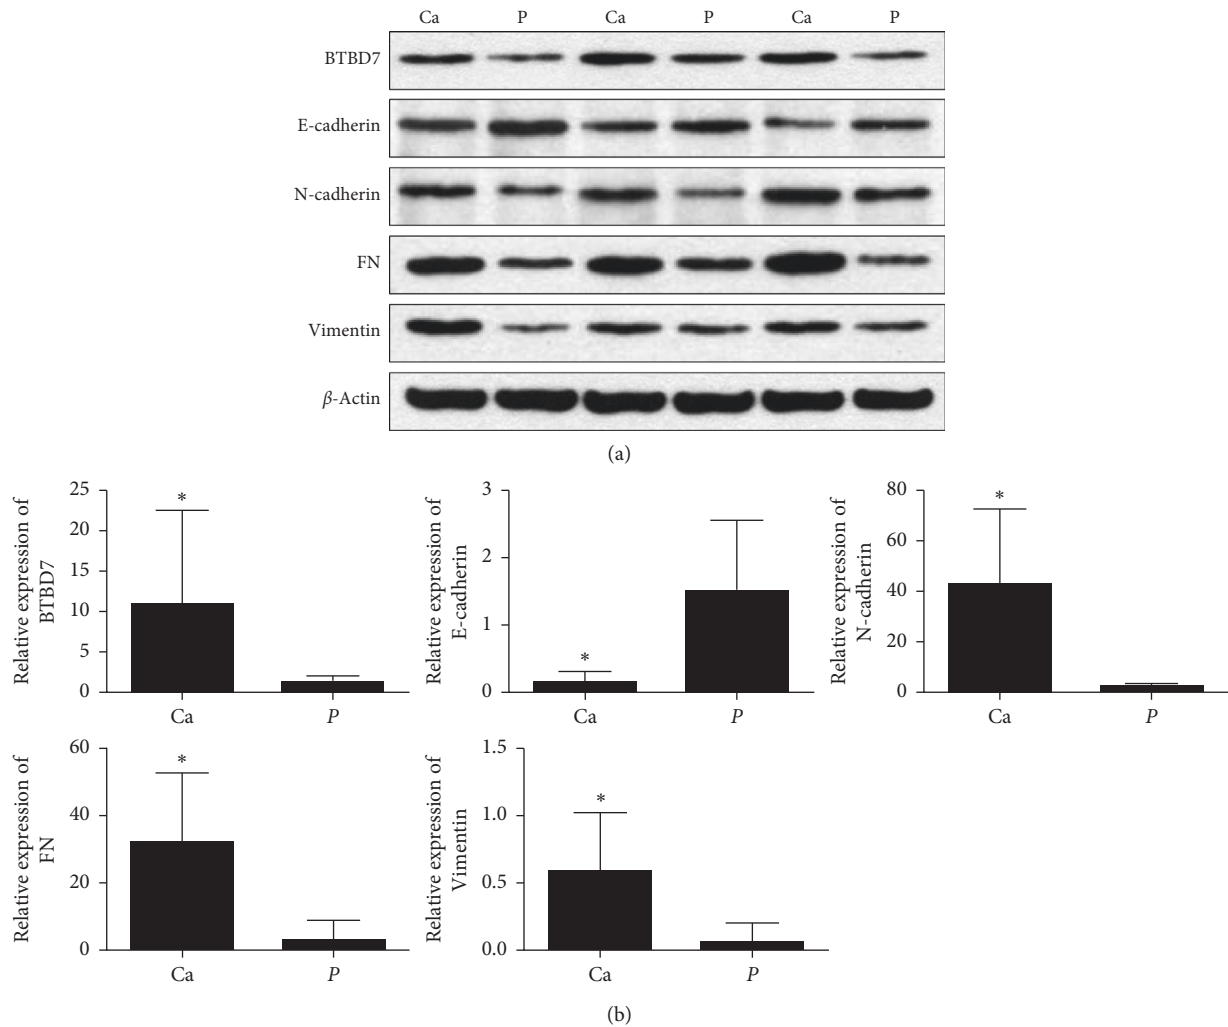 Ca P Ca P Ca P
BTBD7
E-cadherin
N-cadherin
FN
Vimentin
β-Actin
(a)
Relative expression of
BTBD7
25
20
15
10
5
0
*
Ca P
Relative expression of
E-cadherin
3
2
1
0
*
Ca P
Relative expression of
N-cadherin
80
60
40
20
0
*
Ca P
Relative expression of
FN
60
40
20
0
*
Ca P
Relative expression of
Vimentin
1.5
1.0
0.5
0.0
*
Ca P
(b)